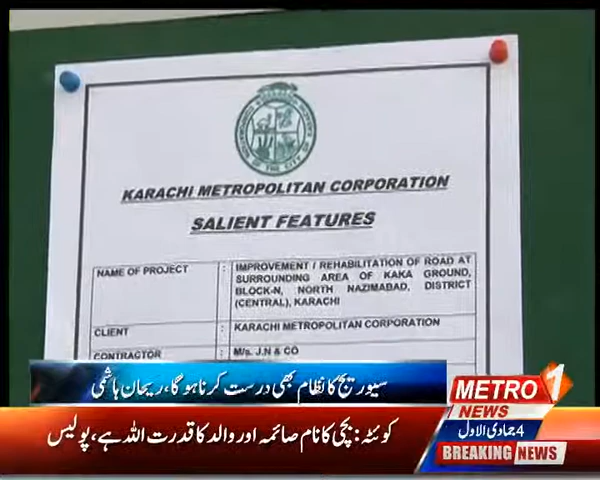 KARACHI METROPOLITAN CORPORATION
SALIENT FEATURES
NAME OF PROJECT : IMPROVEMENT / REHABILITATION OF ROAD AT
SURROUNDING AREA OF KAKA GROUND,
BLOCK-N, NORTH NAZIMABAD, DISTRICT
(CENTRAL), KARACHI
CLIENT : KARACHI METROPOLITAN CORPORATION
CONTRACTOR : M/s. J.N & CO
سیوریج کا نظام بھی درست کرنا ہو گا، ریحان ہاشمی
کوئٹہ: بچی کا نام صائمہ اور والد کا قدرت اللہ ہے، پولیس
METRO 1
NEWS
4 جمادی الاول
BREAKING NEWS